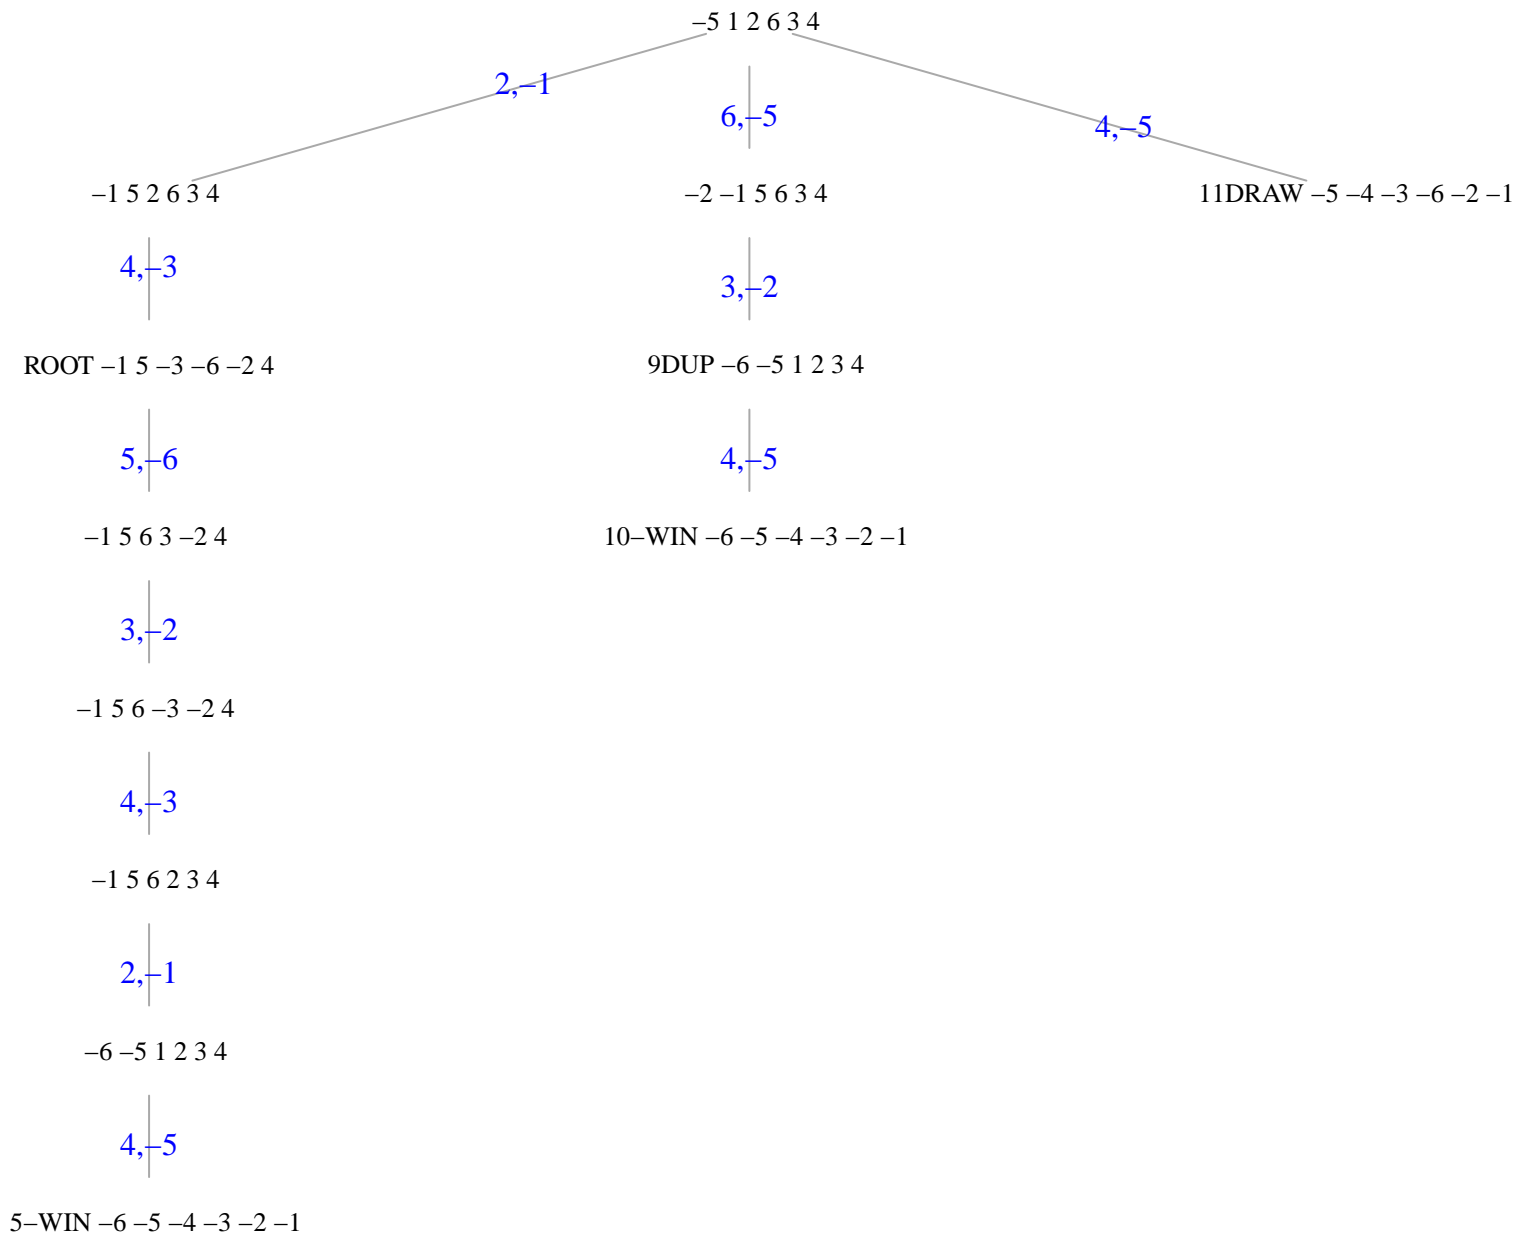 –5 1 2 6 3 4
2,–1
6,–5
4,–5
–1 5 2 6 3 4
–2 –1 5 6 3 4
11DRAW –5 –4 –3 –6 –2 –1
4,–3
3,–2
ROOT –1 5 –3 –6 –2 4
9DUP –6 –5 1 2 3 4
5,–6
4,–5
–1 5 6 3 –2 4
10–WIN –6 –5 –4 –3 –2 –1
3,–2
–1 5 6 –3 –2 4
4,–3
–1 5 6 2 3 4
2,–1
–6 –5 1 2 3 4
4,–5
5–WIN –6 –5 –4 –3 –2 –1